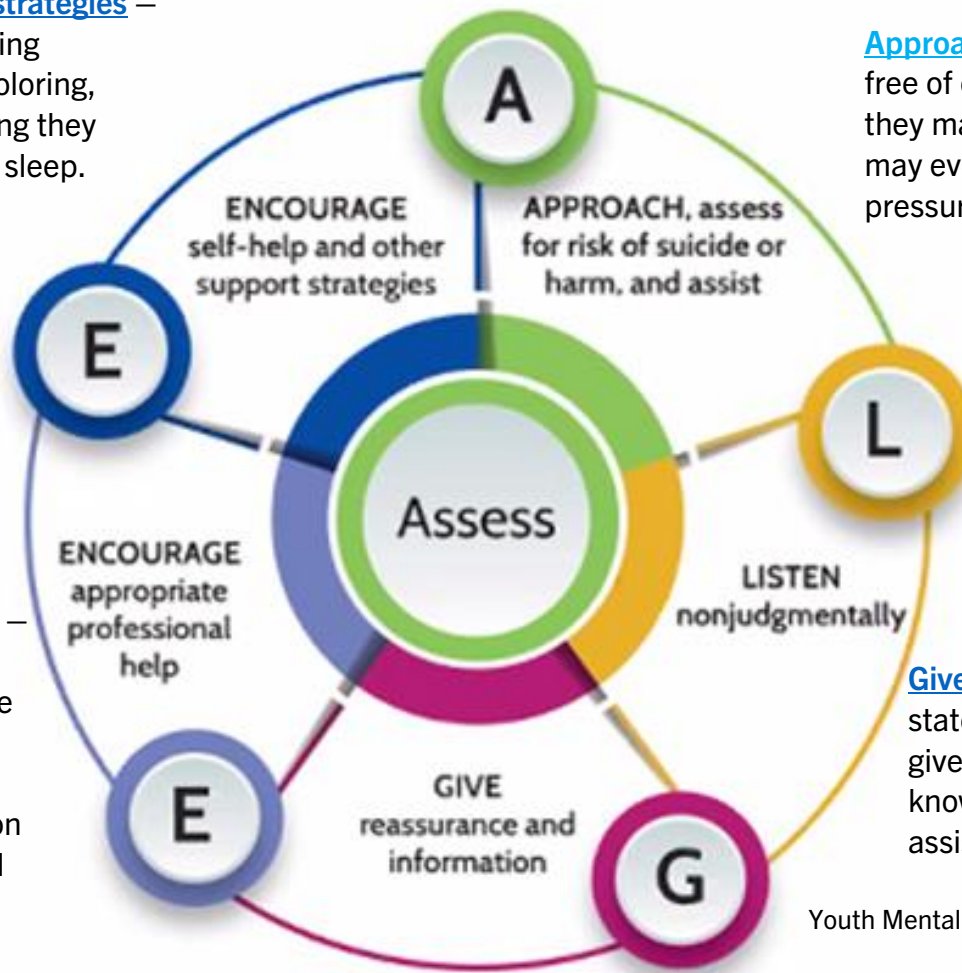 strategies –
ing
oloring,
ng they
sleep.
Approa
free of
they ma
may ev
pressur
A
ENCOURAGE
self-help and other
support strategies
APPROACH, assess
for risk of suicide or
harm, and assist
E
L
Assess
ENCOURAGE
appropriate
professional
help
LISTEN
nonjudgmentally
–
e
on
Give
state
give
know
assi
GIVE
reassurance and
information
E
G
Youth Mental